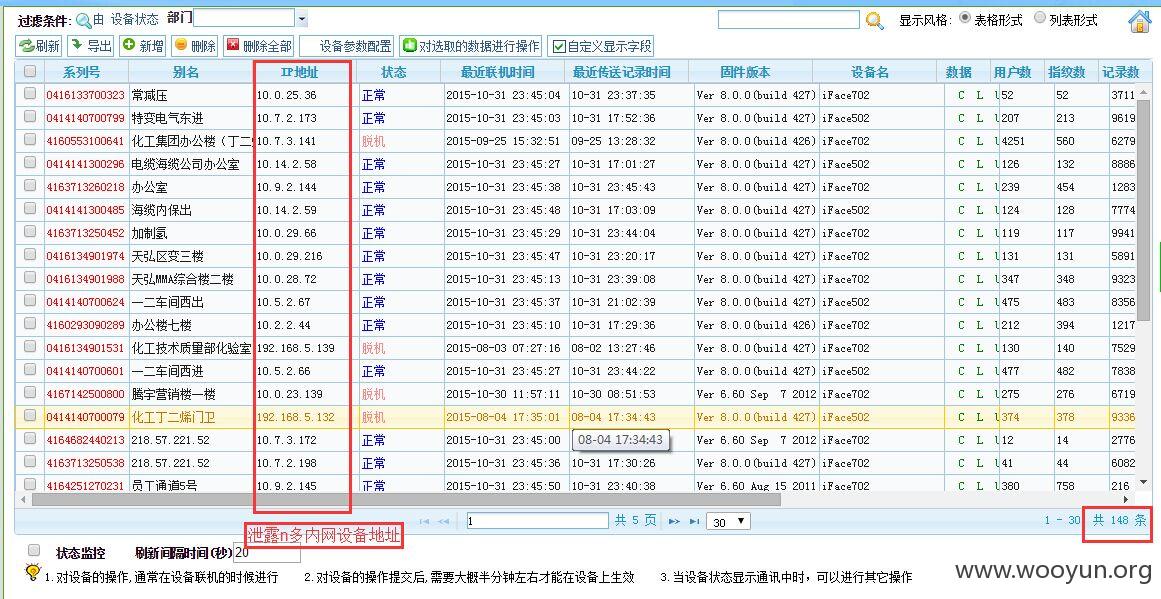 过滤条件: 由 设备状态 部门 显示风格: 表格形式 列表形式
刷新 导出 新增 删除 删除全部 设备参数配置 对选取的数据进行操作 自定义显示字段
系列号 别名 IP地址 状态 最近联机时间 最近传送记录时间 固件版本 设备名 数据 用户数 指纹数 记录数
0416133700323 常减压 10.0.25.36 正常 2015-10-31 23:45:04 10-31 23:37:35 Ver 8.0.0(build 427) iFace702 C L U 52 52 3711
0414140700799 特变电气东进 10.7.2.173 正常 2015-10-31 23:45:03 10-31 17:52:36 Ver 8.0.0(build 427) iFace502 C L U 207 213 9619
4160553100641 化工集团办公楼（丁二 10.7.3.141 脱机 2015-09-25 15:32:51 09-25 13:28:32 Ver 8.0.0(build 426) iFace702 C L U 4251 560 6279
0414141300296 电缆海缆公司办公室 10.14.2.58 正常 2015-10-31 23:45:27 10-31 17:01:27 Ver 8.0.0(build 427) iFace502 C L U 126 132 8886
4163713260218 办公室 10.9.2.144 正常 2015-10-31 23:45:38 10-31 23:45:43 Ver 8.0.0(build 427) iFace702 C L U 239 454 1283
0414141300485 海缆内保出 10.14.2.59 正常 2015-10-31 23:45:48 10-31 17:03:09 Ver 8.0.0(build 427) iFace502 C L U 124 128 7774
4163713250452 加制氢 10.0.29.66 正常 2015-10-31 23:45:29 10-31 23:44:04 Ver 8.0.0(build 427) iFace702 C L U 119 117 9941
0416134901974 天弘区变三楼 10.0.29.216 正常 2015-10-31 23:45:47 10-31 23:20:17 Ver 8.0.0(build 427) iFace702 C L U 131 131 5891
0416134901988 天弘MMA综合楼二楼 10.0.28.72 正常 2015-10-31 23:45:13 10-31 23:39:08 Ver 8.0.0(build 427) iFace702 C L U 347 348 9323
0414140700624 一二车间西出 10.5.2.67 正常 2015-10-31 23:45:37 10-31 21:02:39 Ver 8.0.0(build 427) iFace502 C L U 475 483 8356
4160293090289 办公楼七楼 10.2.2.44 正常 2015-10-31 23:45:10 10-31 17:29:36 Ver 8.0.0(build 426) iFace702 C L U 212 394 1217
0416134901531 化工技术质量部化验室 192.168.5.139 脱机 2015-08-03 07:27:16 08-02 13:27:46 Ver 8.0.0(build 427) iFace702 C L U 130 140 7529
0414140700601 一二车间西进 10.5.2.66 正常 2015-10-31 23:45:27 10-31 23:44:22 Ver 8.0.0(build 427) iFace502 C L U 477 482 7838
4167142500800 腾宇营销楼一楼 10.0.23.139 脱机 2015-10-30 11:57:11 10-30 08:51:53 Ver 6.60 Sep 7 2012 iFace702 C L U 275 276 6719
0414140700079 化工丁二烯门卫 192.168.5.132 脱机 2015-08-04 17:35:01 08-04 17:34:43 Ver 8.0.0(build 427) iFace502 C L U 374 378 9336
4164682440213 218.57.221.52 10.7.3.172 正常 2015-10-31 23:45:00 08-04 17:34:43 Ver 6.60 Sep 7 2012 iFace702 C L U 12 14 2776
4163713250538 218.57.221.52 10.7.2.198 正常 2015-10-31 23:45:36 10-31 17:30:26 Ver 8.0.0(build 427) iFace702 C L U 41 44 6082
4164251270231 员工通道5号 10.9.2.145 正常 2015-10-31 23:45:50 10-31 23:40:38 Ver 6.60 Aug 15 2011 iFace702 C L U 380 758 216
1 共 5 页 30 1 - 30 共 148 条
泄露n多内网设备地址
状态监控 刷新间隔时间(秒) 20
1.对设备的操作,通常在设备联机的时候进行 2.对设备的操作提交后,需要大概半分钟左右才能在设备上生效 3.当设备状态显示通讯中时，可以进行其它操作
www.wooyun.org